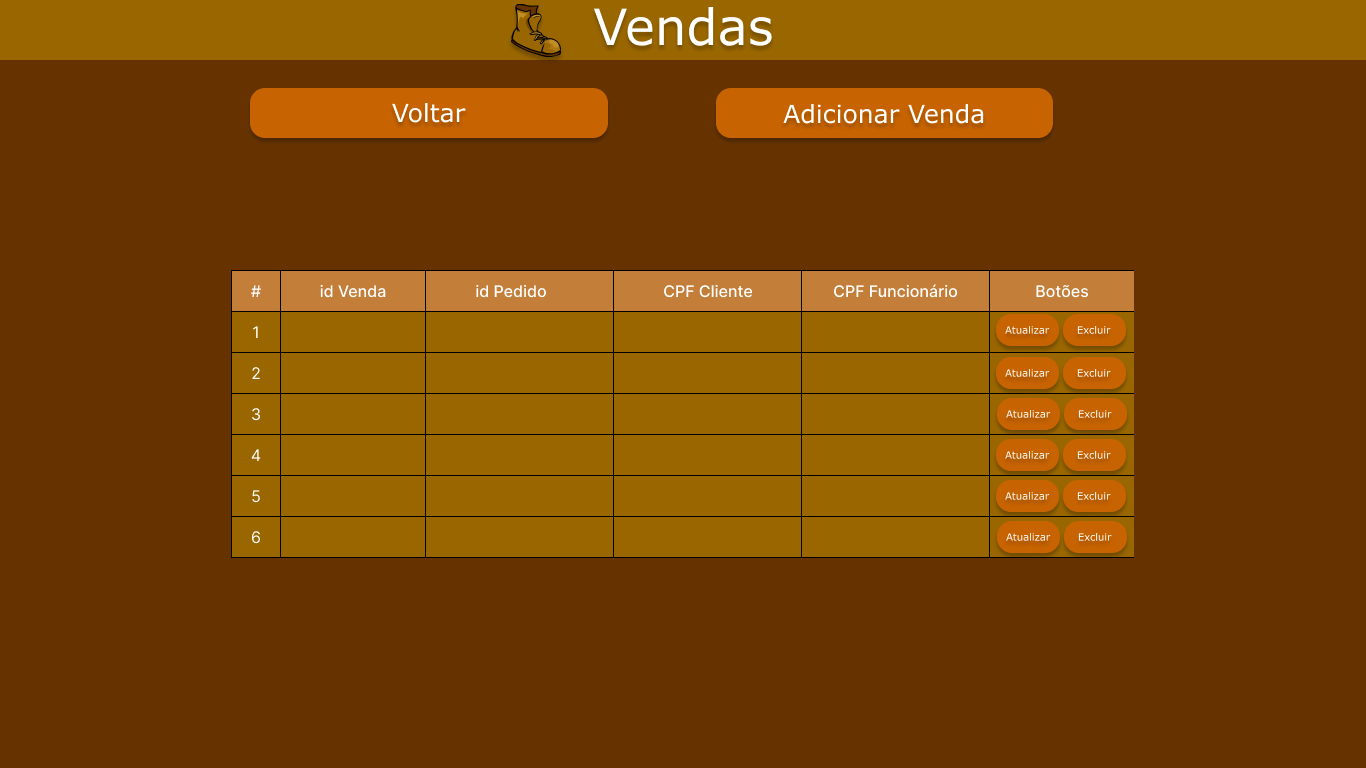 Vendas
Voltar
Adicionar Venda
# id Venda id Pedido CPF Cliente CPF Funcionário Botões
1 Atualizar Excluir
2 Atualizar Excluir
3 Atualizar Excluir
4 Atualizar Excluir
5 Atualizar Excluir
6 Atualizar Excluir